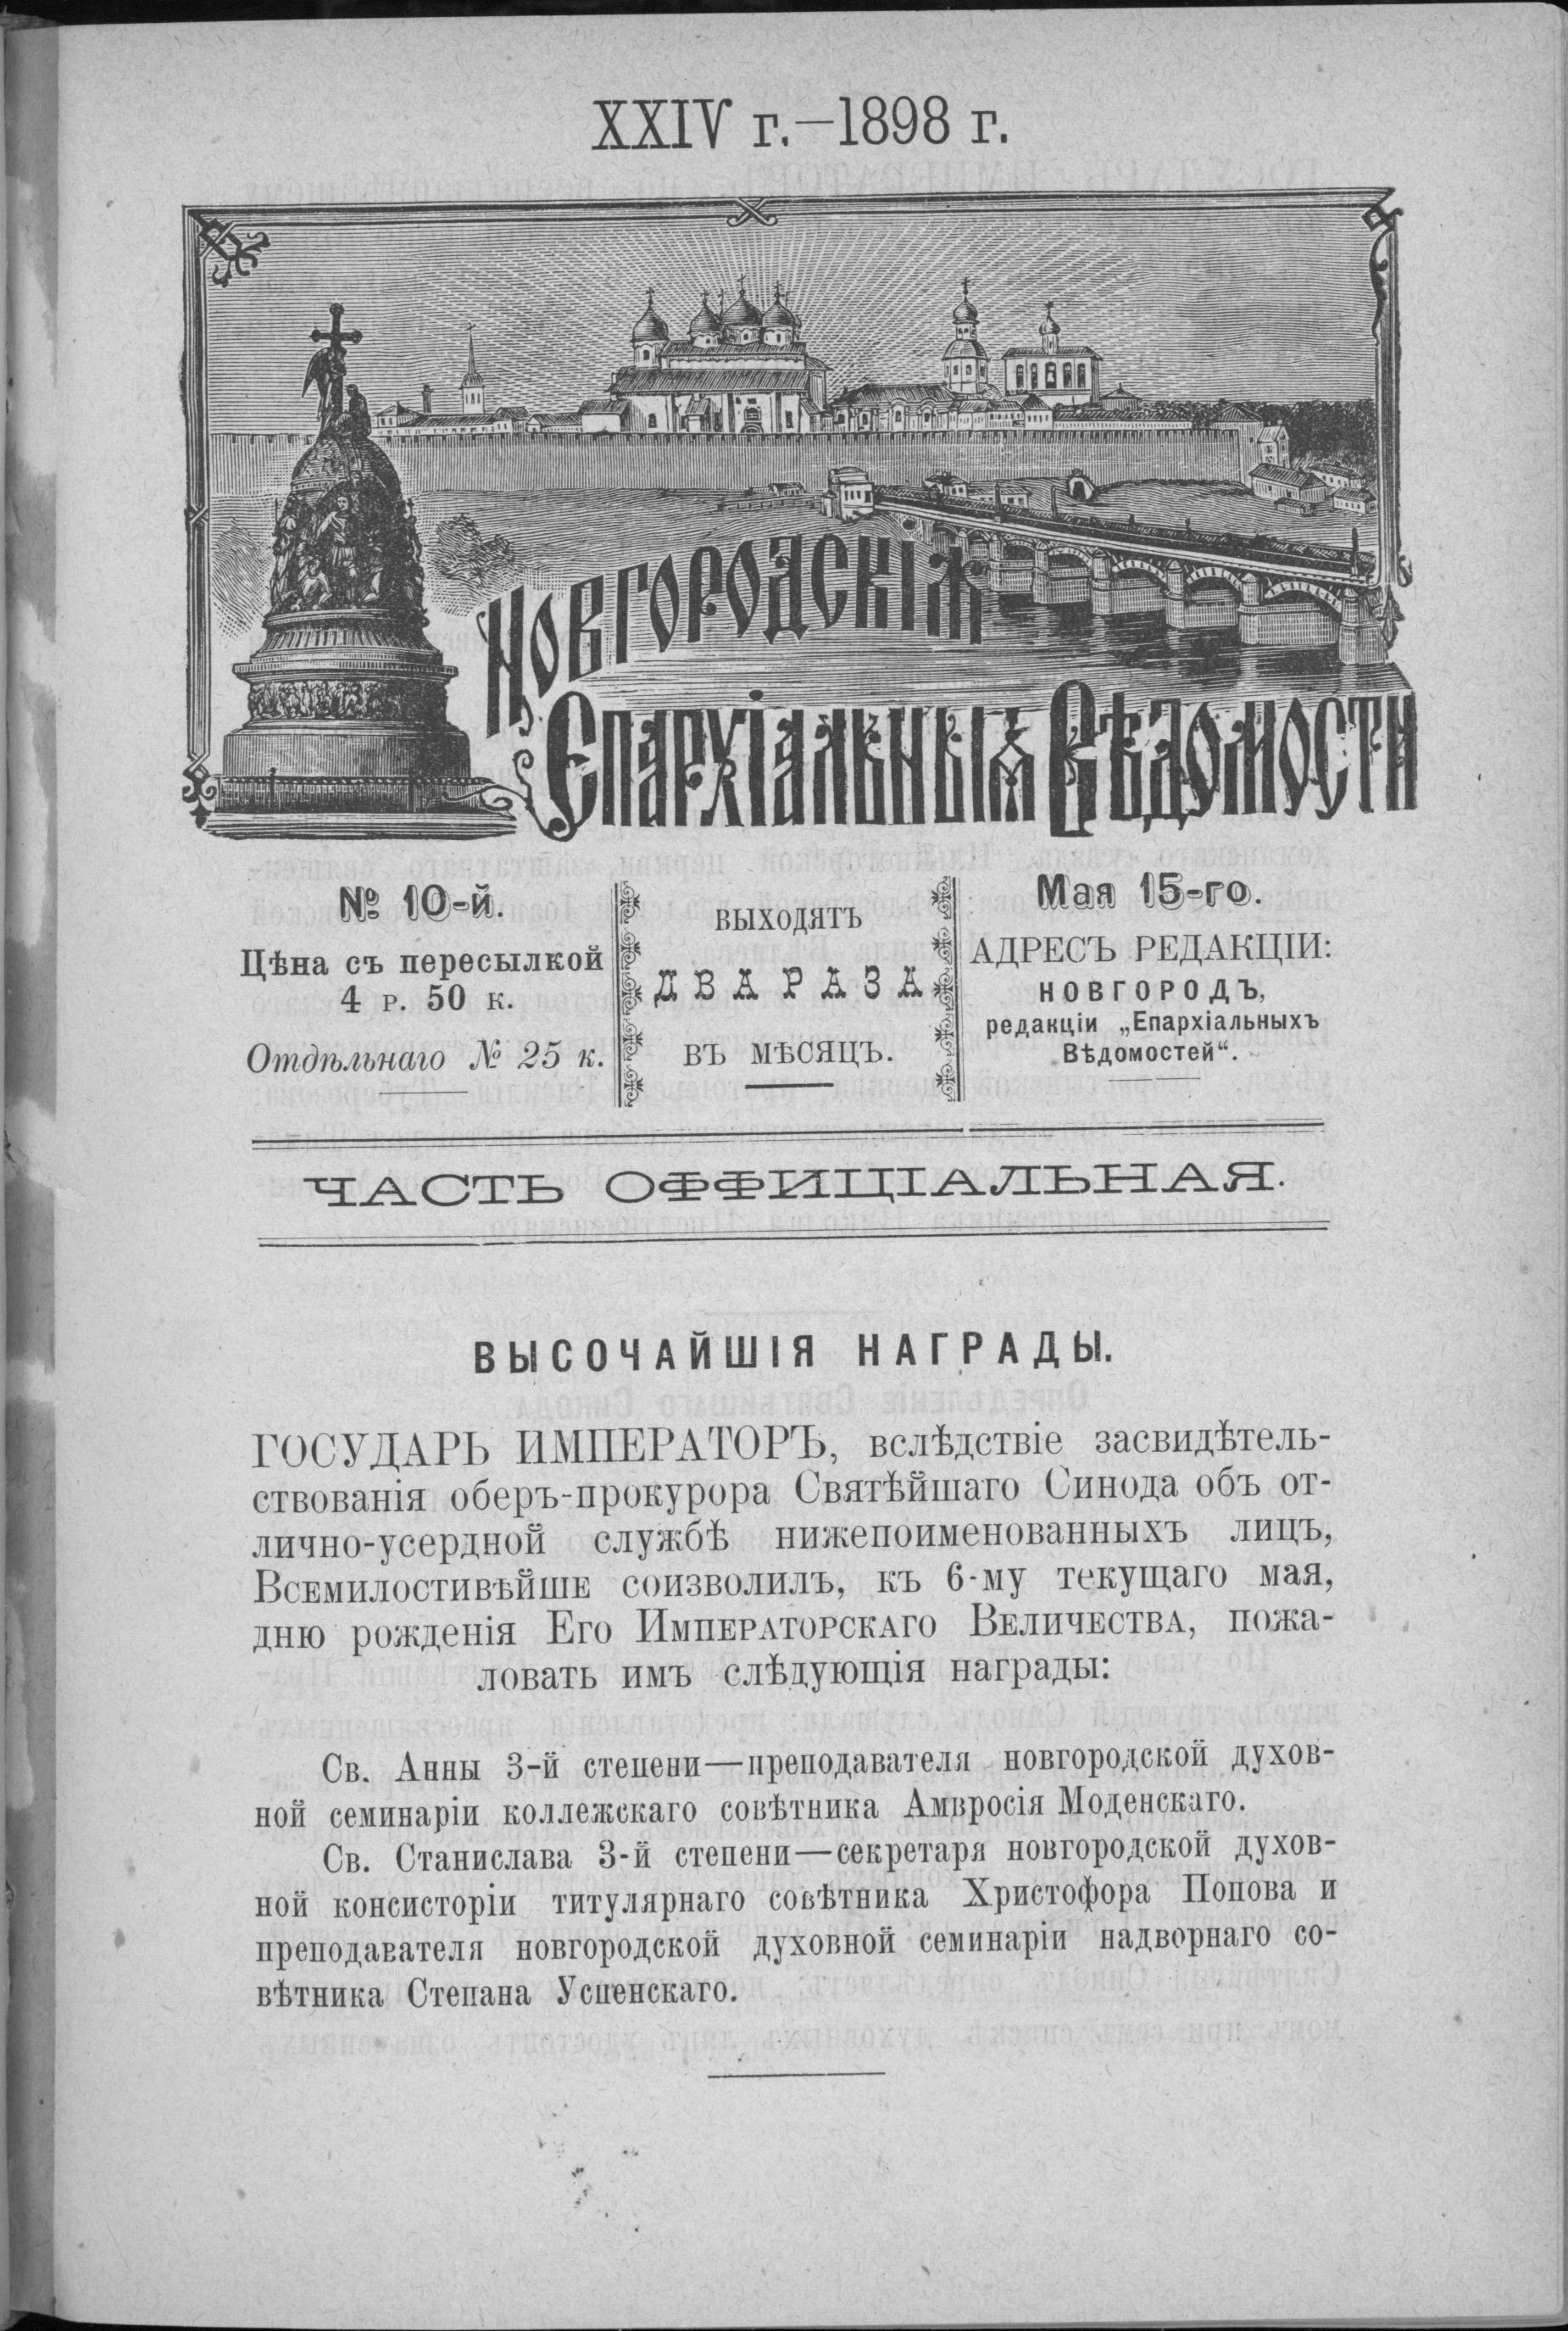 XXIV г.—1898 г.
Новгородскія
Епархіальныя Вѣдомости
№ 10-й.
Цѣна съ пересылкой
4 р. 50 к.
Отдѣльнаго № 25 к.
ВЫХОДЯТЪ
ДВА РАЗА
ВЪ МѢСЯЦЪ.
Мая 15-го.
АДРЕСЪ РЕДАКЦІИ:
НОВГОРОДЪ,
редакціи „Епархіальныхъ
Вѣдомостей“.
ЧАСТЬ ОФФИЦІАЛЬНАЯ.
ВЫСОЧАЙШІЯ НАГРАДЫ.
ГОСУДАРЬ ИМПЕРАТОРЪ, вслѣдствіе засвидѣтель-
ствованія оберъ-прокурора Святѣйшаго Синода объ от-
лично-усердной службѣ нижепоименованныхъ лицъ,
Всемилостивѣйше соизволилъ, къ 6-му текущаго мая,
дню рожденія Его Императорскаго Величества, пожа-
ловать имъ слѣдующія награды:
Св. Анны 3-й степени—преподавателя новгородской духов-
ной семинаріи коллежскаго совѣтника Амвросія Моденскаго.
Св. Станислава 3-й степени—секретаря новгородской духов-
ной консисторіи титулярнаго совѣтника Христофора Попова и
преподавателя новгородской духовной семинаріи надворнаго со-
вѣтника Степана Успенскаго.